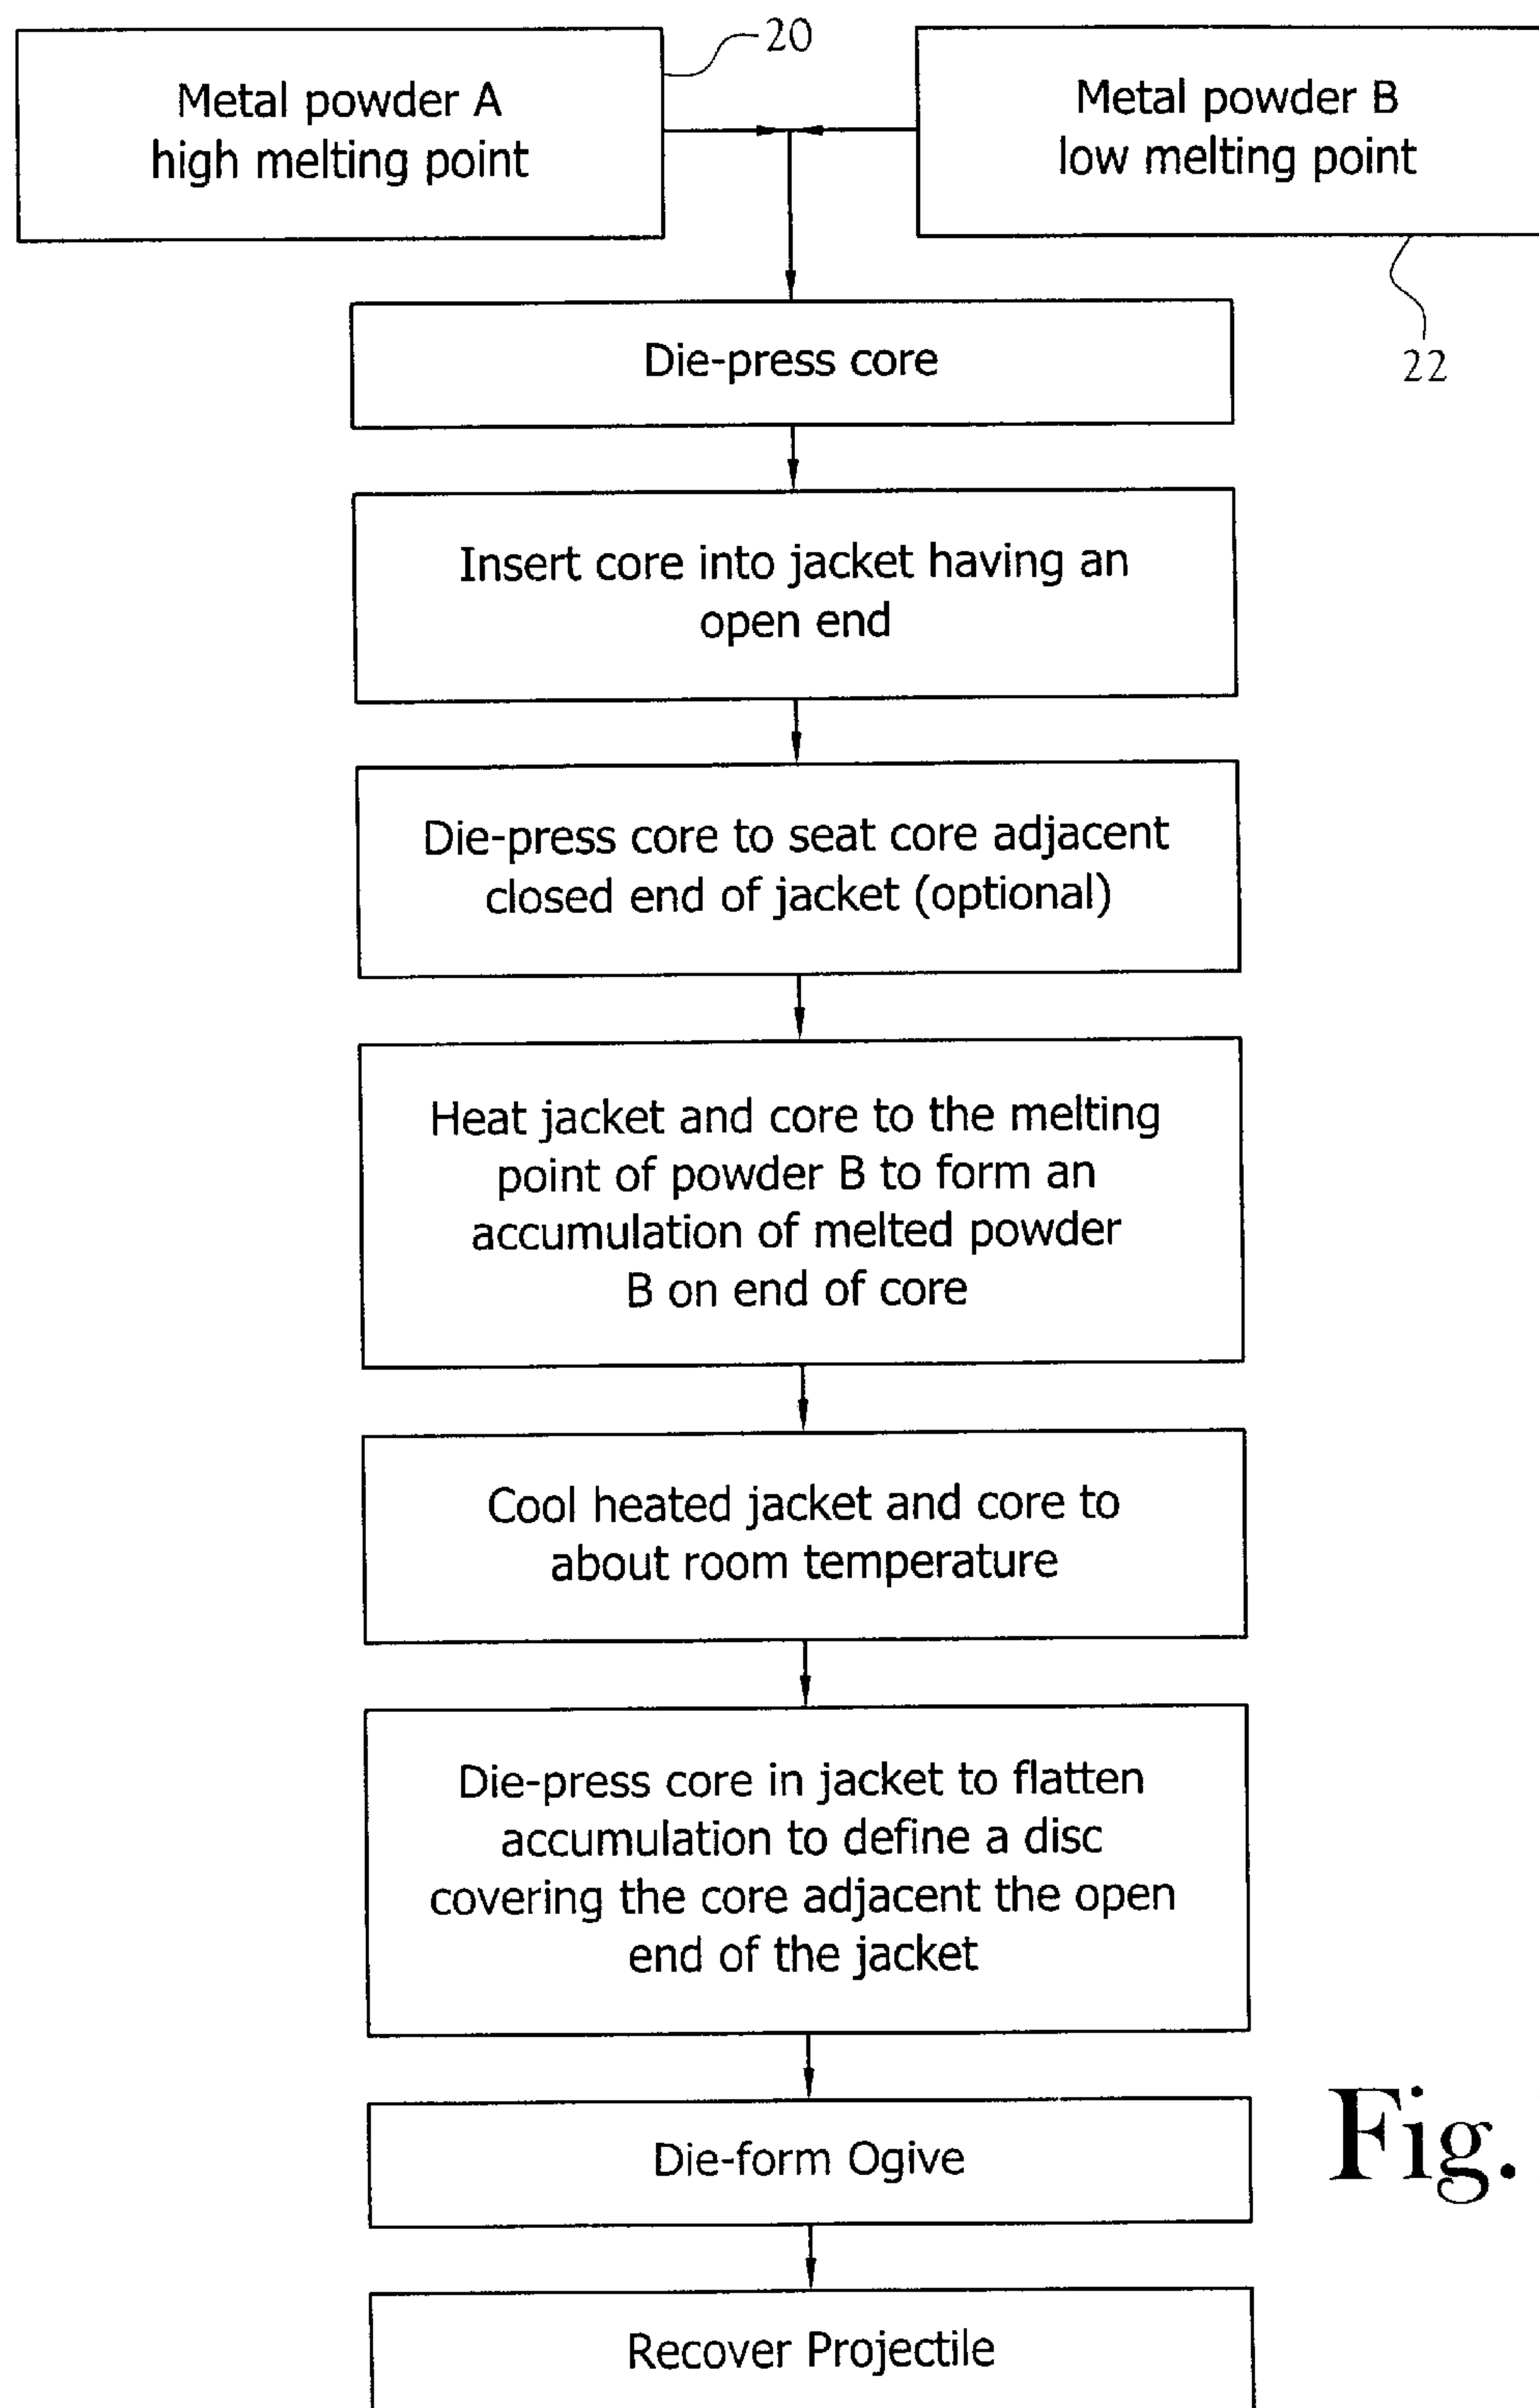 20
Metal powder A
high melting point
Metal powder B
low melting point
22
Die-press core
Insert core into jacket having an
open end
Die-press core to seat core adjacent
closed end of jacket (optional)
Heat jacket and core to the melting
point of powder B to form an
accumulation of melted powder
B on end of core
Cool heated jacket and core to
about room temperature
Die-press core in jacket to flatten
accumulation to define a disc
covering the core adjacent the open
end of the jacket
Die-form Ogive
Fig.
Recover Projectile